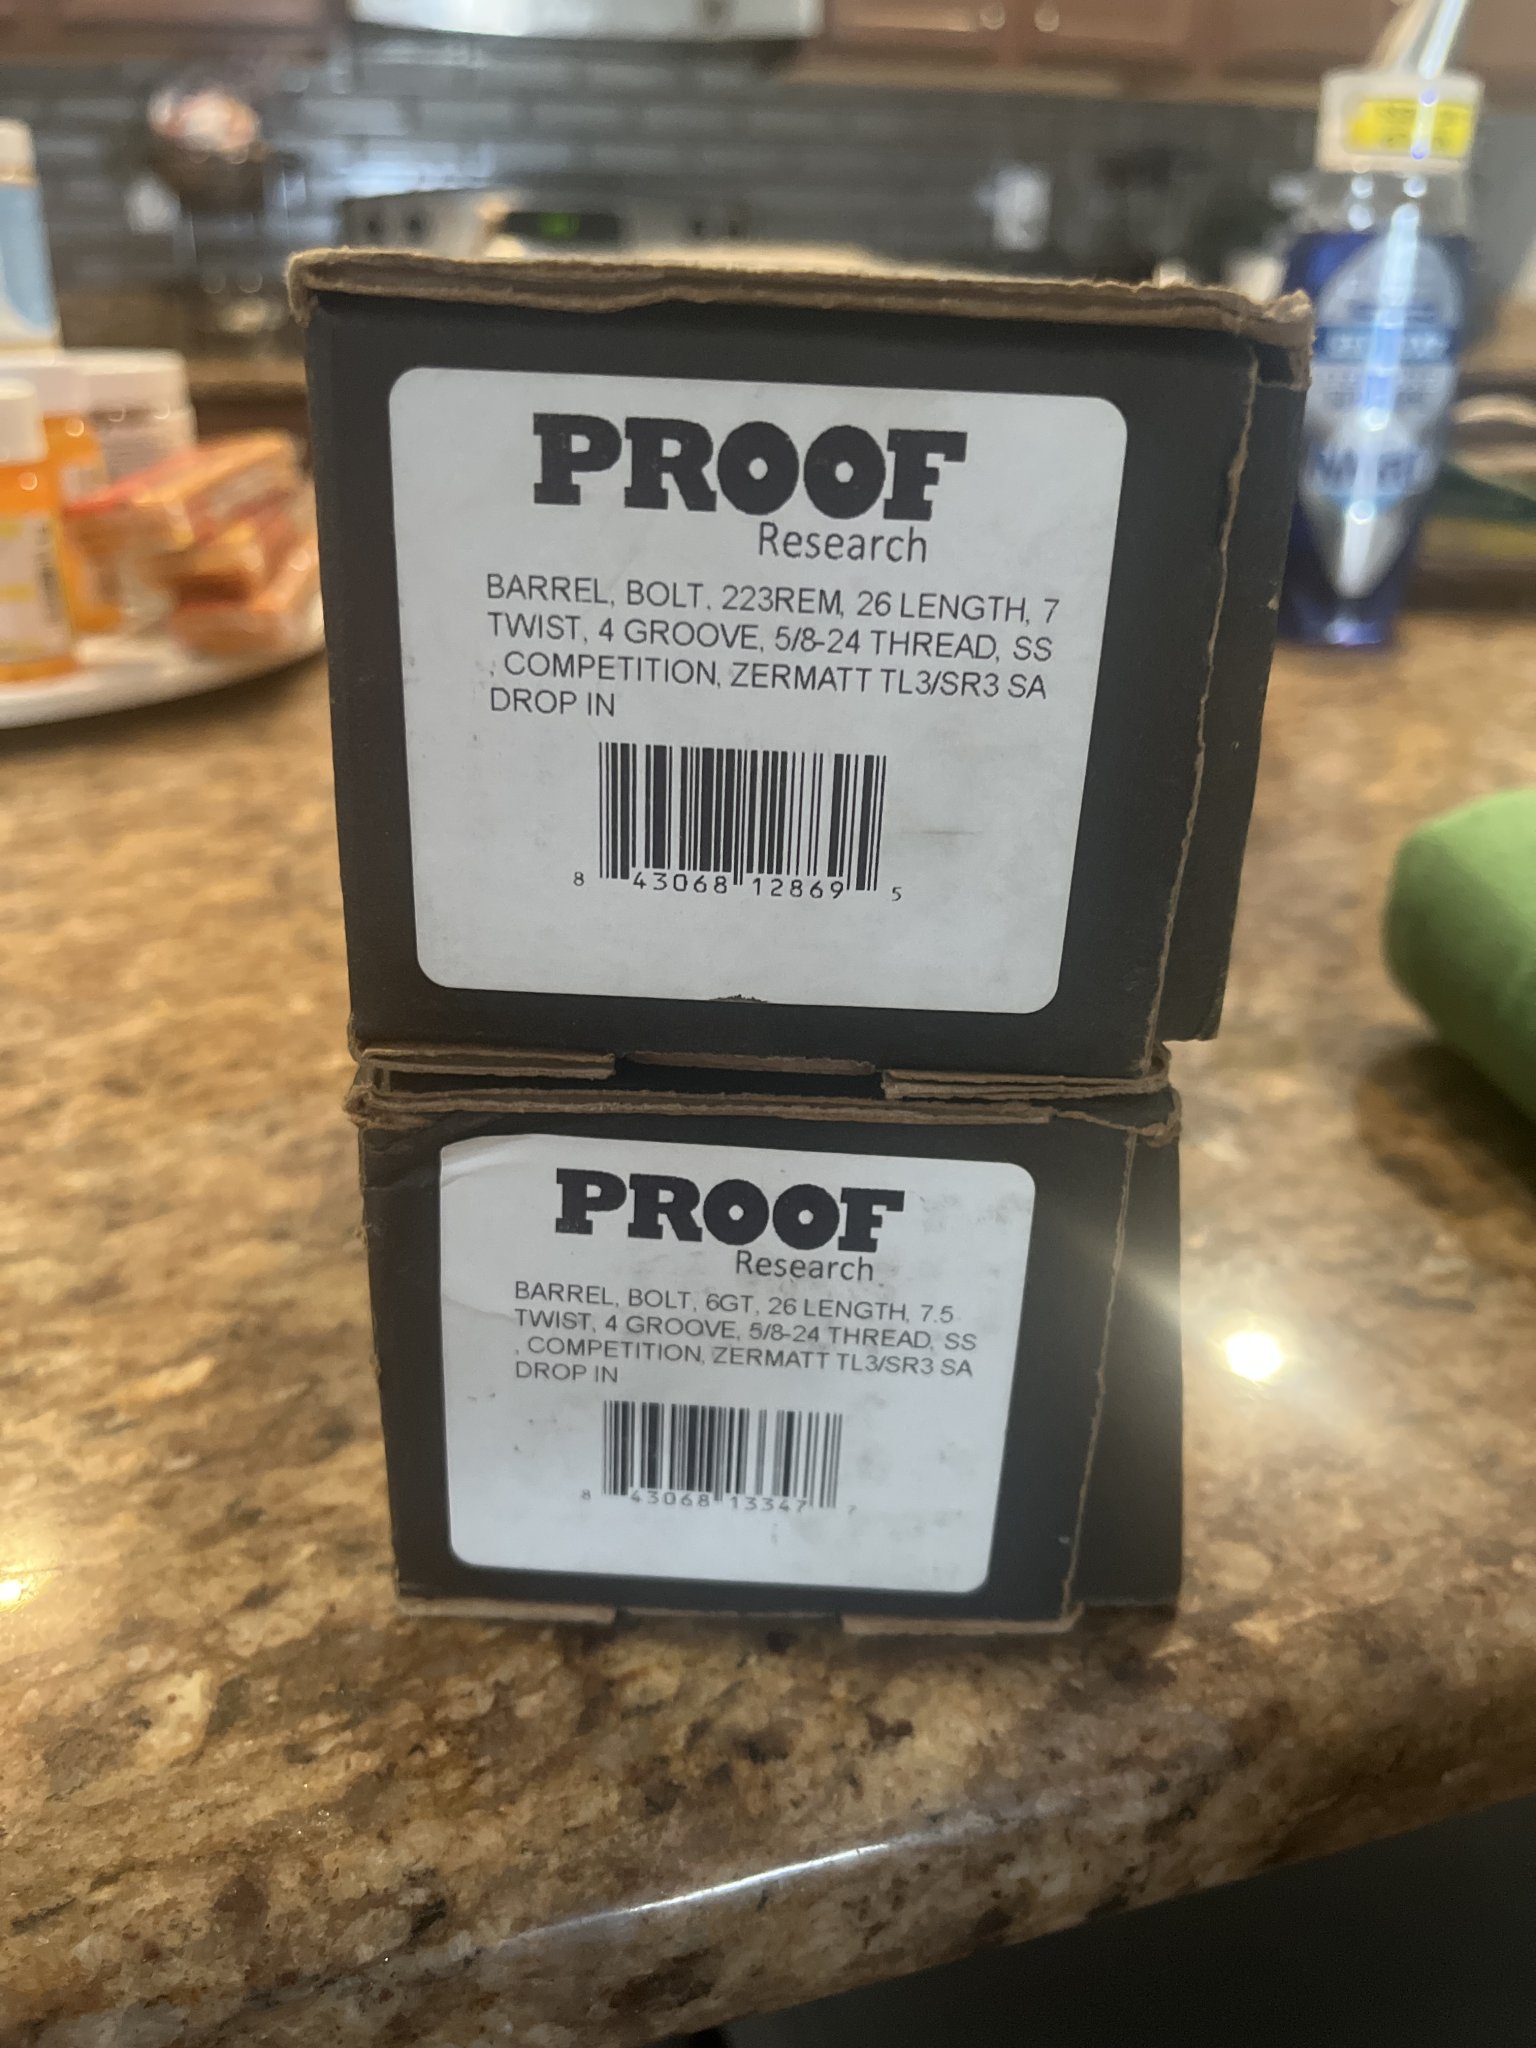 PROOF
Research
BARREL, BOLT, 223REM, 26 LENGTH, 7
TWIST, 4 GROOVE, 5/8-24 THREAD, SS
, COMPETITION, ZERMATT TL3/SR3 SA
DROP IN
8 43068 12869 5
PROOF
Research
BARREL, BOLT, 6GT, 26 LENGTH, 7.5
TWIST, 4 GROOVE, 5/8-24 THREAD, SS
, COMPETITION, ZERMATT TL3/SR3 SA
DROP IN
8 43068 13347 7